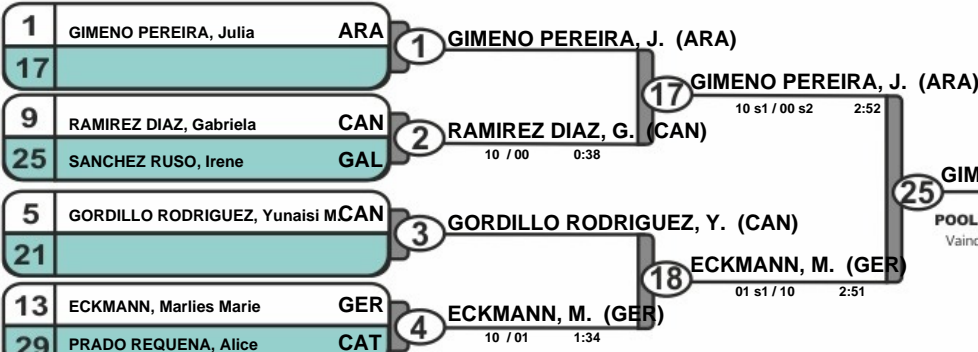 1 GIMENO PEREIRA, Julia ARA
17
1 GIMENO PEREIRA, J. (ARA)
17 GIMENO PEREIRA, J. (ARA)
10 s1 / 00 s2 2:52
9 RAMIREZ DIAZ, Gabriela CAN
25 SANCHEZ RUSO, Irene GAL
2 RAMIREZ DIAZ, G. (CAN)
10 / 00 0:38
25 GIM
POOL
Vainc
5 GORDILLO RODRIGUEZ, Yunaisi M. CAN
21
3 GORDILLO RODRIGUEZ, Y. (CAN)
18 ECKMANN, M. (GER)
01 s1 / 10 2:51
13 ECKMANN, Marlies Marie GER
29 PRADO REQUENA, Alice CAT
4 ECKMANN, M. (GER)
10 / 01 1:34